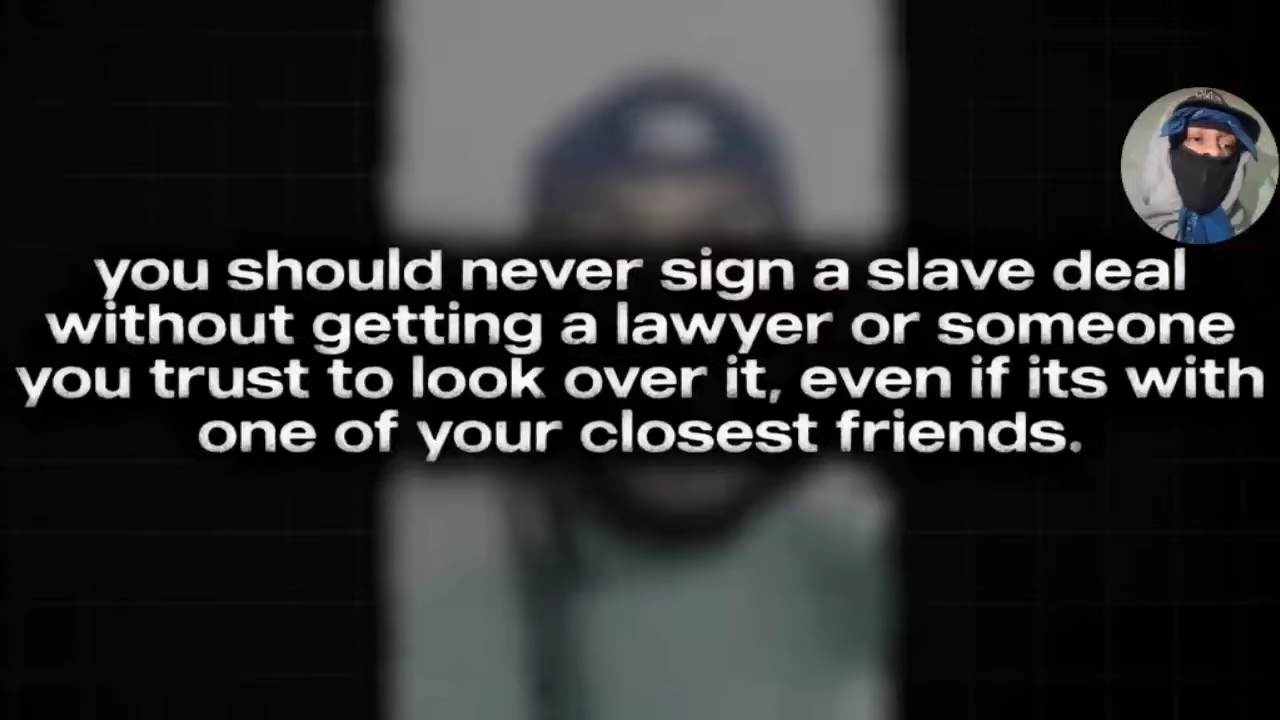 you should never sign a slave deal
without getting a lawyer or someone
you trust to look over it, even if its with
one of your closest friends.